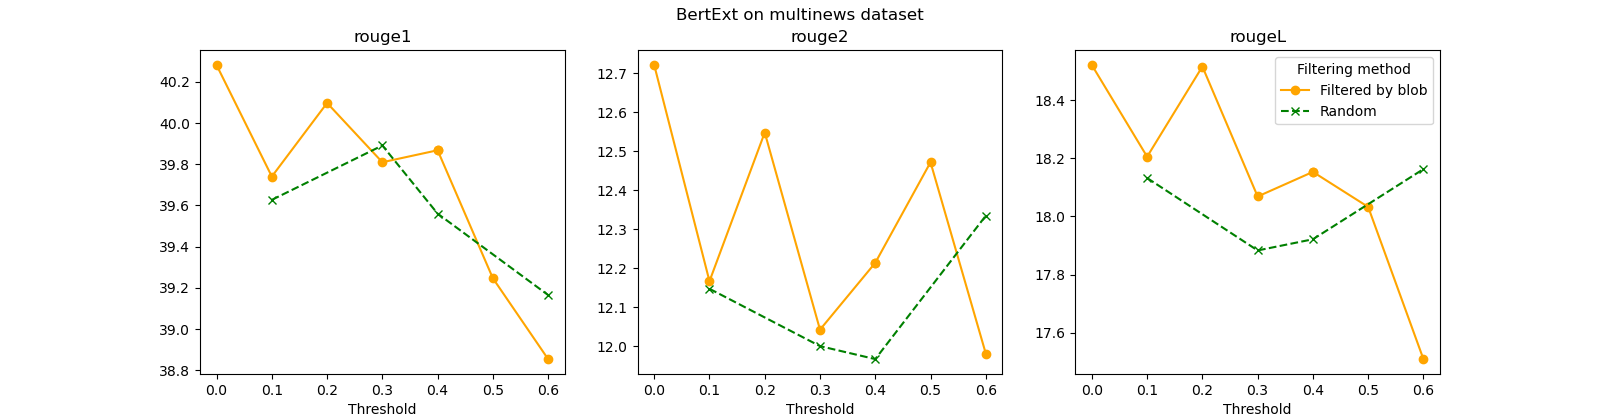 BertExt on multinews dataset
rouge1
40.2
40.0
39.8
39.6
39.4
39.2
39.0
38.8
0.0 0.1 0.2 0.3 0.4 0.5 0.6
Threshold
rouge2
12.7
12.6
12.5
12.4
12.3
12.2
12.1
12.0
0.0 0.1 0.2 0.3 0.4 0.5 0.6
Threshold
rougeL
18.4
18.2
18.0
17.8
17.6
0.0 0.1 0.2 0.3 0.4 0.5 0.6
Threshold
Filtering method
Filtered by blob
Random